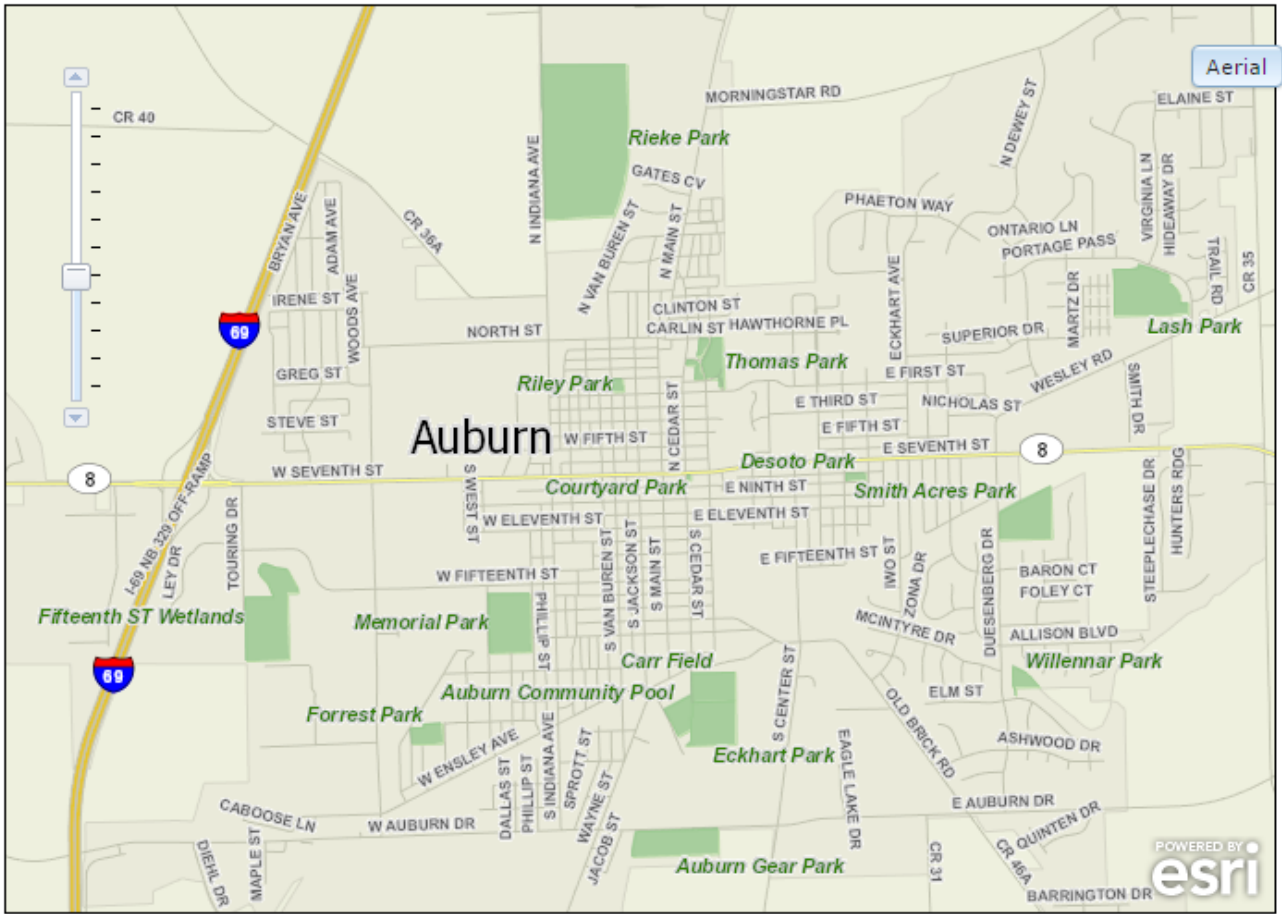 Aerial
MORNINGSTAR RD
ELAINE ST
CR 40
N DEWEY ST
Rieke Park
N INDIANA AVE
GATES CV
VIRGINIA LN
HIDEAWAY DR
PHAETON WAY
BRYAN AVE
ADAM AVE
CR 36A
N VAN BUREN ST
N MAIN ST
ONTARIO LN
PORTAGE PASS
TRAIL RD
CR 35
IRENE ST
WOODS AVE
CLINTON ST
ECKHART AVE
MARTZ DR
69
NORTH ST
CARLIN ST
HAWTHORNE PL
SUPERIOR DR
Lash Park
Thomas Park
GREG ST
Riley Park
E FIRST ST
WESLEY RD
N CEDAR ST
E THIRD ST
NICHOLAS ST
SMITH DR
STEVE ST
Auburn
W FIFTH ST
E FIFTH ST
E SEVENTH ST
8
W SEVENTH ST
Desoto Park
8
S WEST ST
Courtyard Park
E NINTH ST
Smith Acres Park
STEEPLECHASE DR
HUNTERS RDG
I-69 NB 329 OFF-RAMP
TOURING DR
W ELEVENTH ST
E ELEVENTH ST
LEY DR
S VAN BUREN ST
S JACKSON ST
S MAIN ST
S CEDAR ST
E FIFTEENTH ST
IWO ST
ZONA DR
DUESENBERG DR
W FIFTEENTH ST
BARON CT
FOLEY CT
Fifteenth ST Wetlands
Memorial Park
PHILLIP ST
MCINTYRE DR
ALLISON BLVD
Carr Field
Willennar Park
69
Auburn Community Pool
S CENTER ST
ELM ST
Forrest Park
OLD BRICK RD
W ENSLEY AVE
S INDIANA AVE
SPROTT ST
Eckhart Park
EAGLE LAKE DR
ASHWOOD DR
DALLAS ST
PHILLIP ST
WAYNE ST
E AUBURN DR
CABOOSE LN
W AUBURN DR
JACOB ST
QUINTEN DR
DIEHL DR
MAPLE ST
Auburn Gear Park
CR 31
CR 46A
POWERED BY
esri
BARRINGTON DR